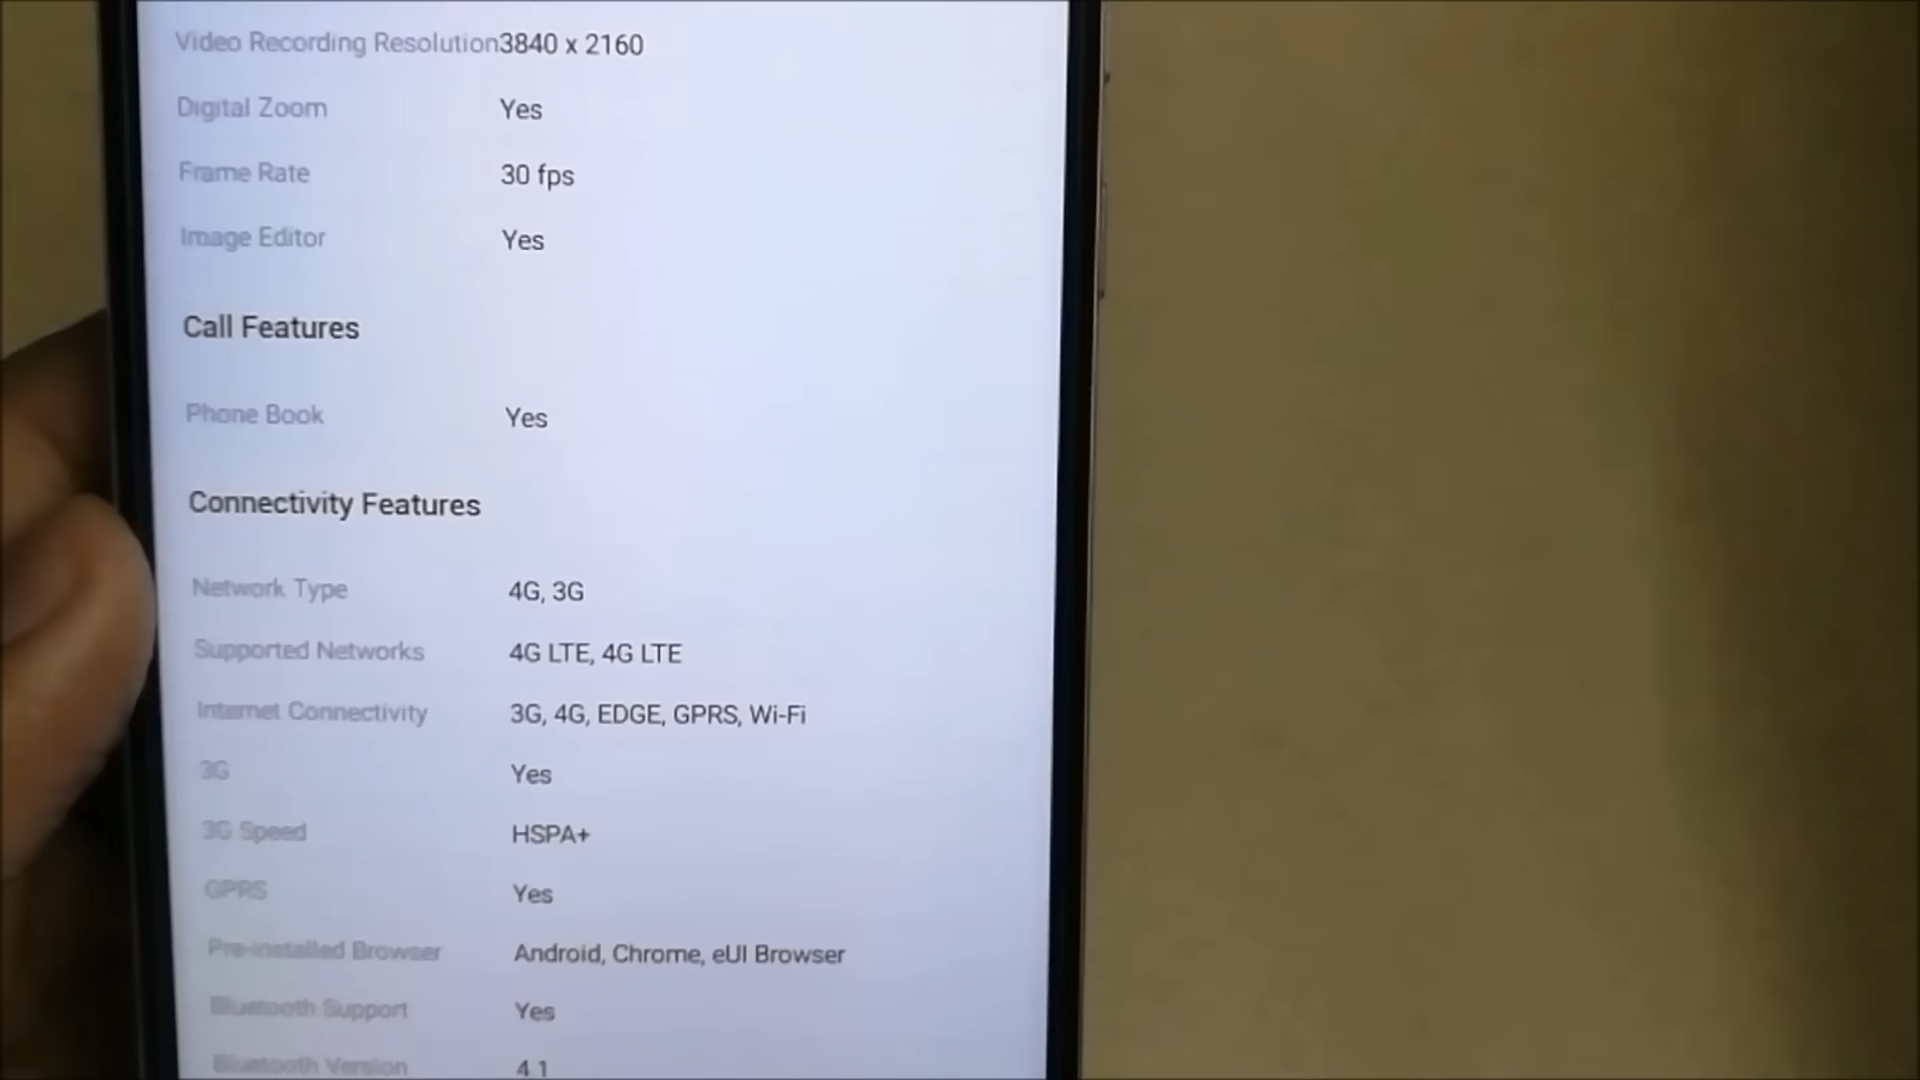 Video Recording Resolution 3840 x 2160
Digital Zoom Yes
Frame Rate 30 fps
Image Editor Yes
Call Features
Phone Book Yes
Connectivity Features
Network Type 4G, 3G
Supported Networks 4G LTE, 4G LTE
Internet Connectivity 3G, 4G, EDGE, GPRS, Wi-Fi
3G Yes
3G Speed HSPA+
GPRS Yes
Pre-installed Browser Android, Chrome, eUI Browser
Bluetooth Support Yes
Bluetooth Version 4.1